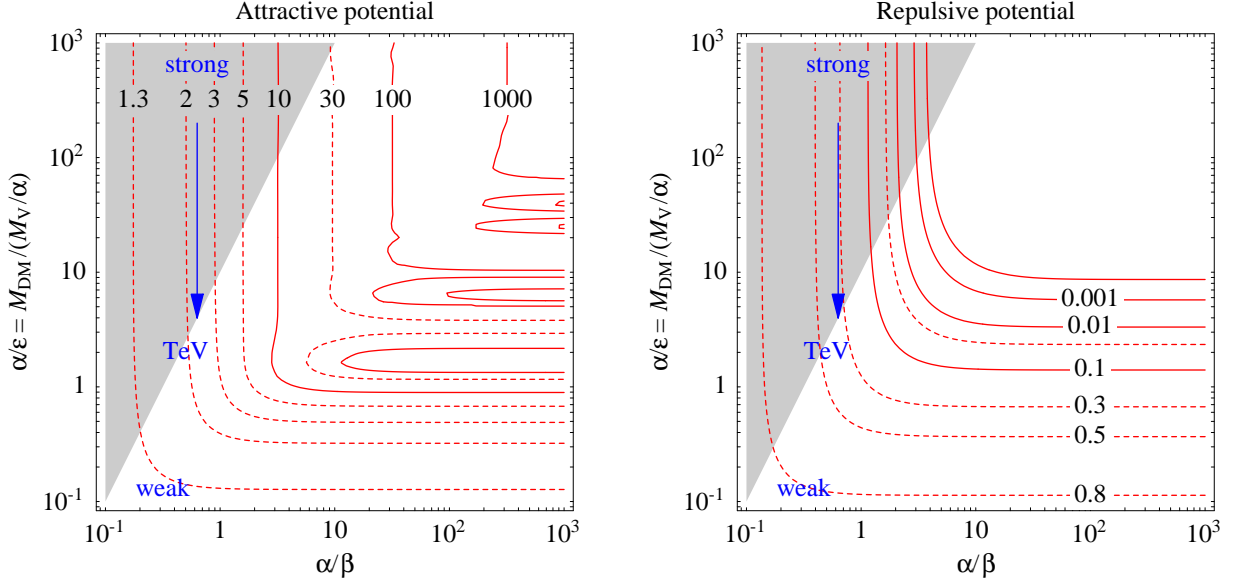 Attractive potential
10³
10²
10
1
10⁻¹
α/ε = M_DM/(M_V/α)
strong
1.3 2 3 5 10 30 100 1000
TeV
weak
10⁻¹ 1 10 10² 10³
α/β
Repulsive potential
10³
10²
10
1
10⁻¹
α/ε = M_DM/(M_V/α)
strong
0.001
0.01
TeV
0.1
0.3
0.5
weak
0.8
10⁻¹ 1 10 10² 10³
α/β